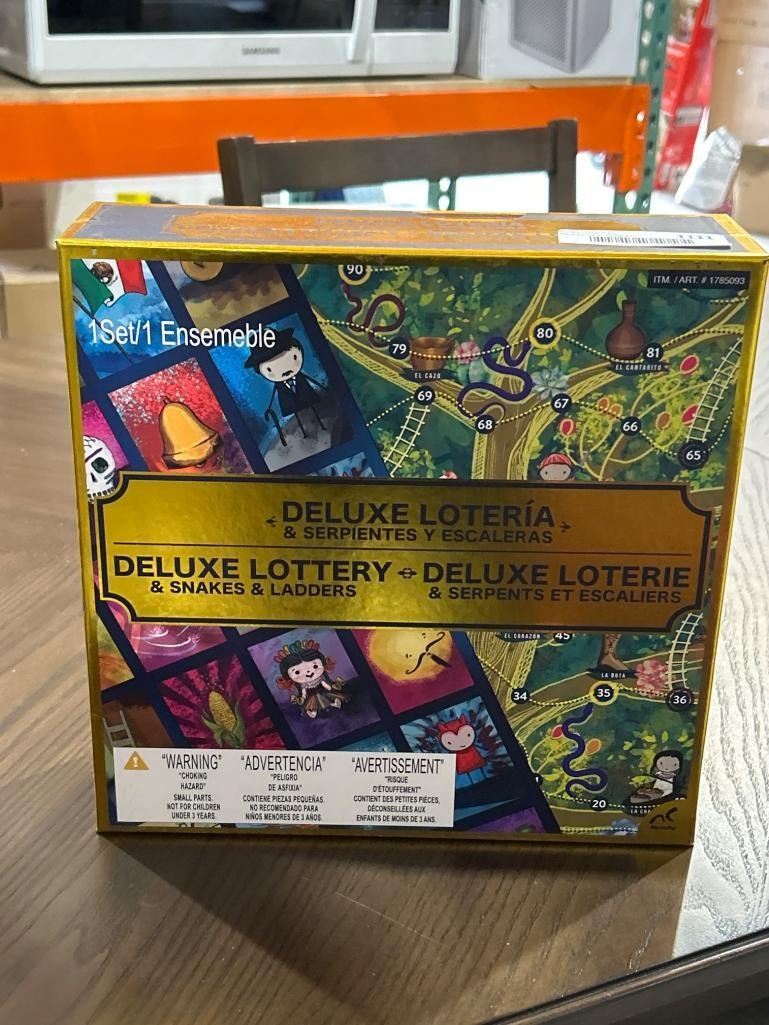 SAMSUNG
ITM. / ART. # 1785093
1Set/1 Ensemeble
90
79
80
81
EL CAZO
EL CANTARITO
69
68
67
66
65
DELUXE LOTERÍA
& SERPIENTES Y ESCALERAS
DELUXE LOTTERY
& SNAKES & LADDERS
DELUXE LOTERIE
& SERPENTS ET ESCALIERS
EL CORAZON
45
LA BOTA
34
35
36
20
"WARNING"
"CHOKING
HAZARD"
SMALL PARTS.
NOT FOR CHILDREN
UNDER 3 YEARS.
"ADVERTENCIA"
"PELIGRO
DE ASFIXIA"
CONTIENE PIEZAS PEQUEÑAS.
NO RECOMENDADO PARA
NIÑOS MENORES DE 3 AÑOS.
"AVERTISSEMENT"
"RISQUE
D'ÉTOUFFEMENT"
CONTIENT DES PETITES PIÈCES,
DÉCONSEILLÉES AUX
ENFANTS DE MOINS DE 3 ANS.
Novelty